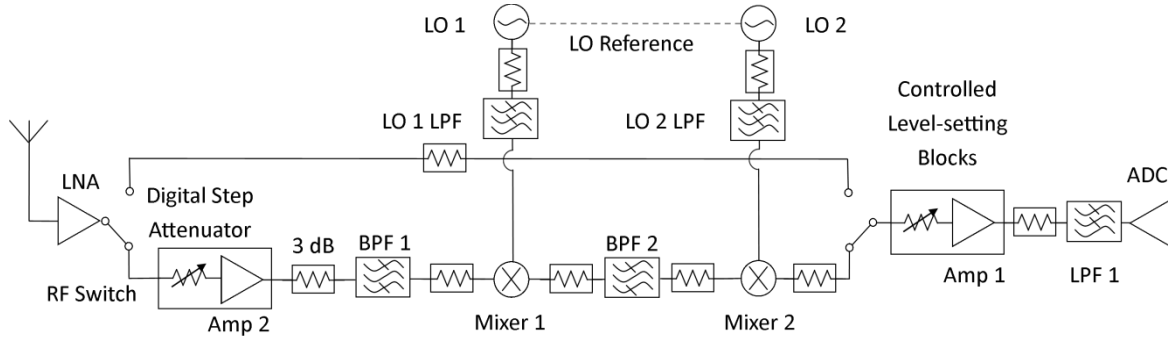 LO 1
LO 2
LO Reference
LO 1 LPF
LO 2 LPF
Controlled
Level-setting
Blocks
LNA
ADC
Digital Step
Attenuator
3 dB
BPF 1
BPF 2
RF Switch
Amp 2
Mixer 1
Mixer 2
Amp 1
LPF 1